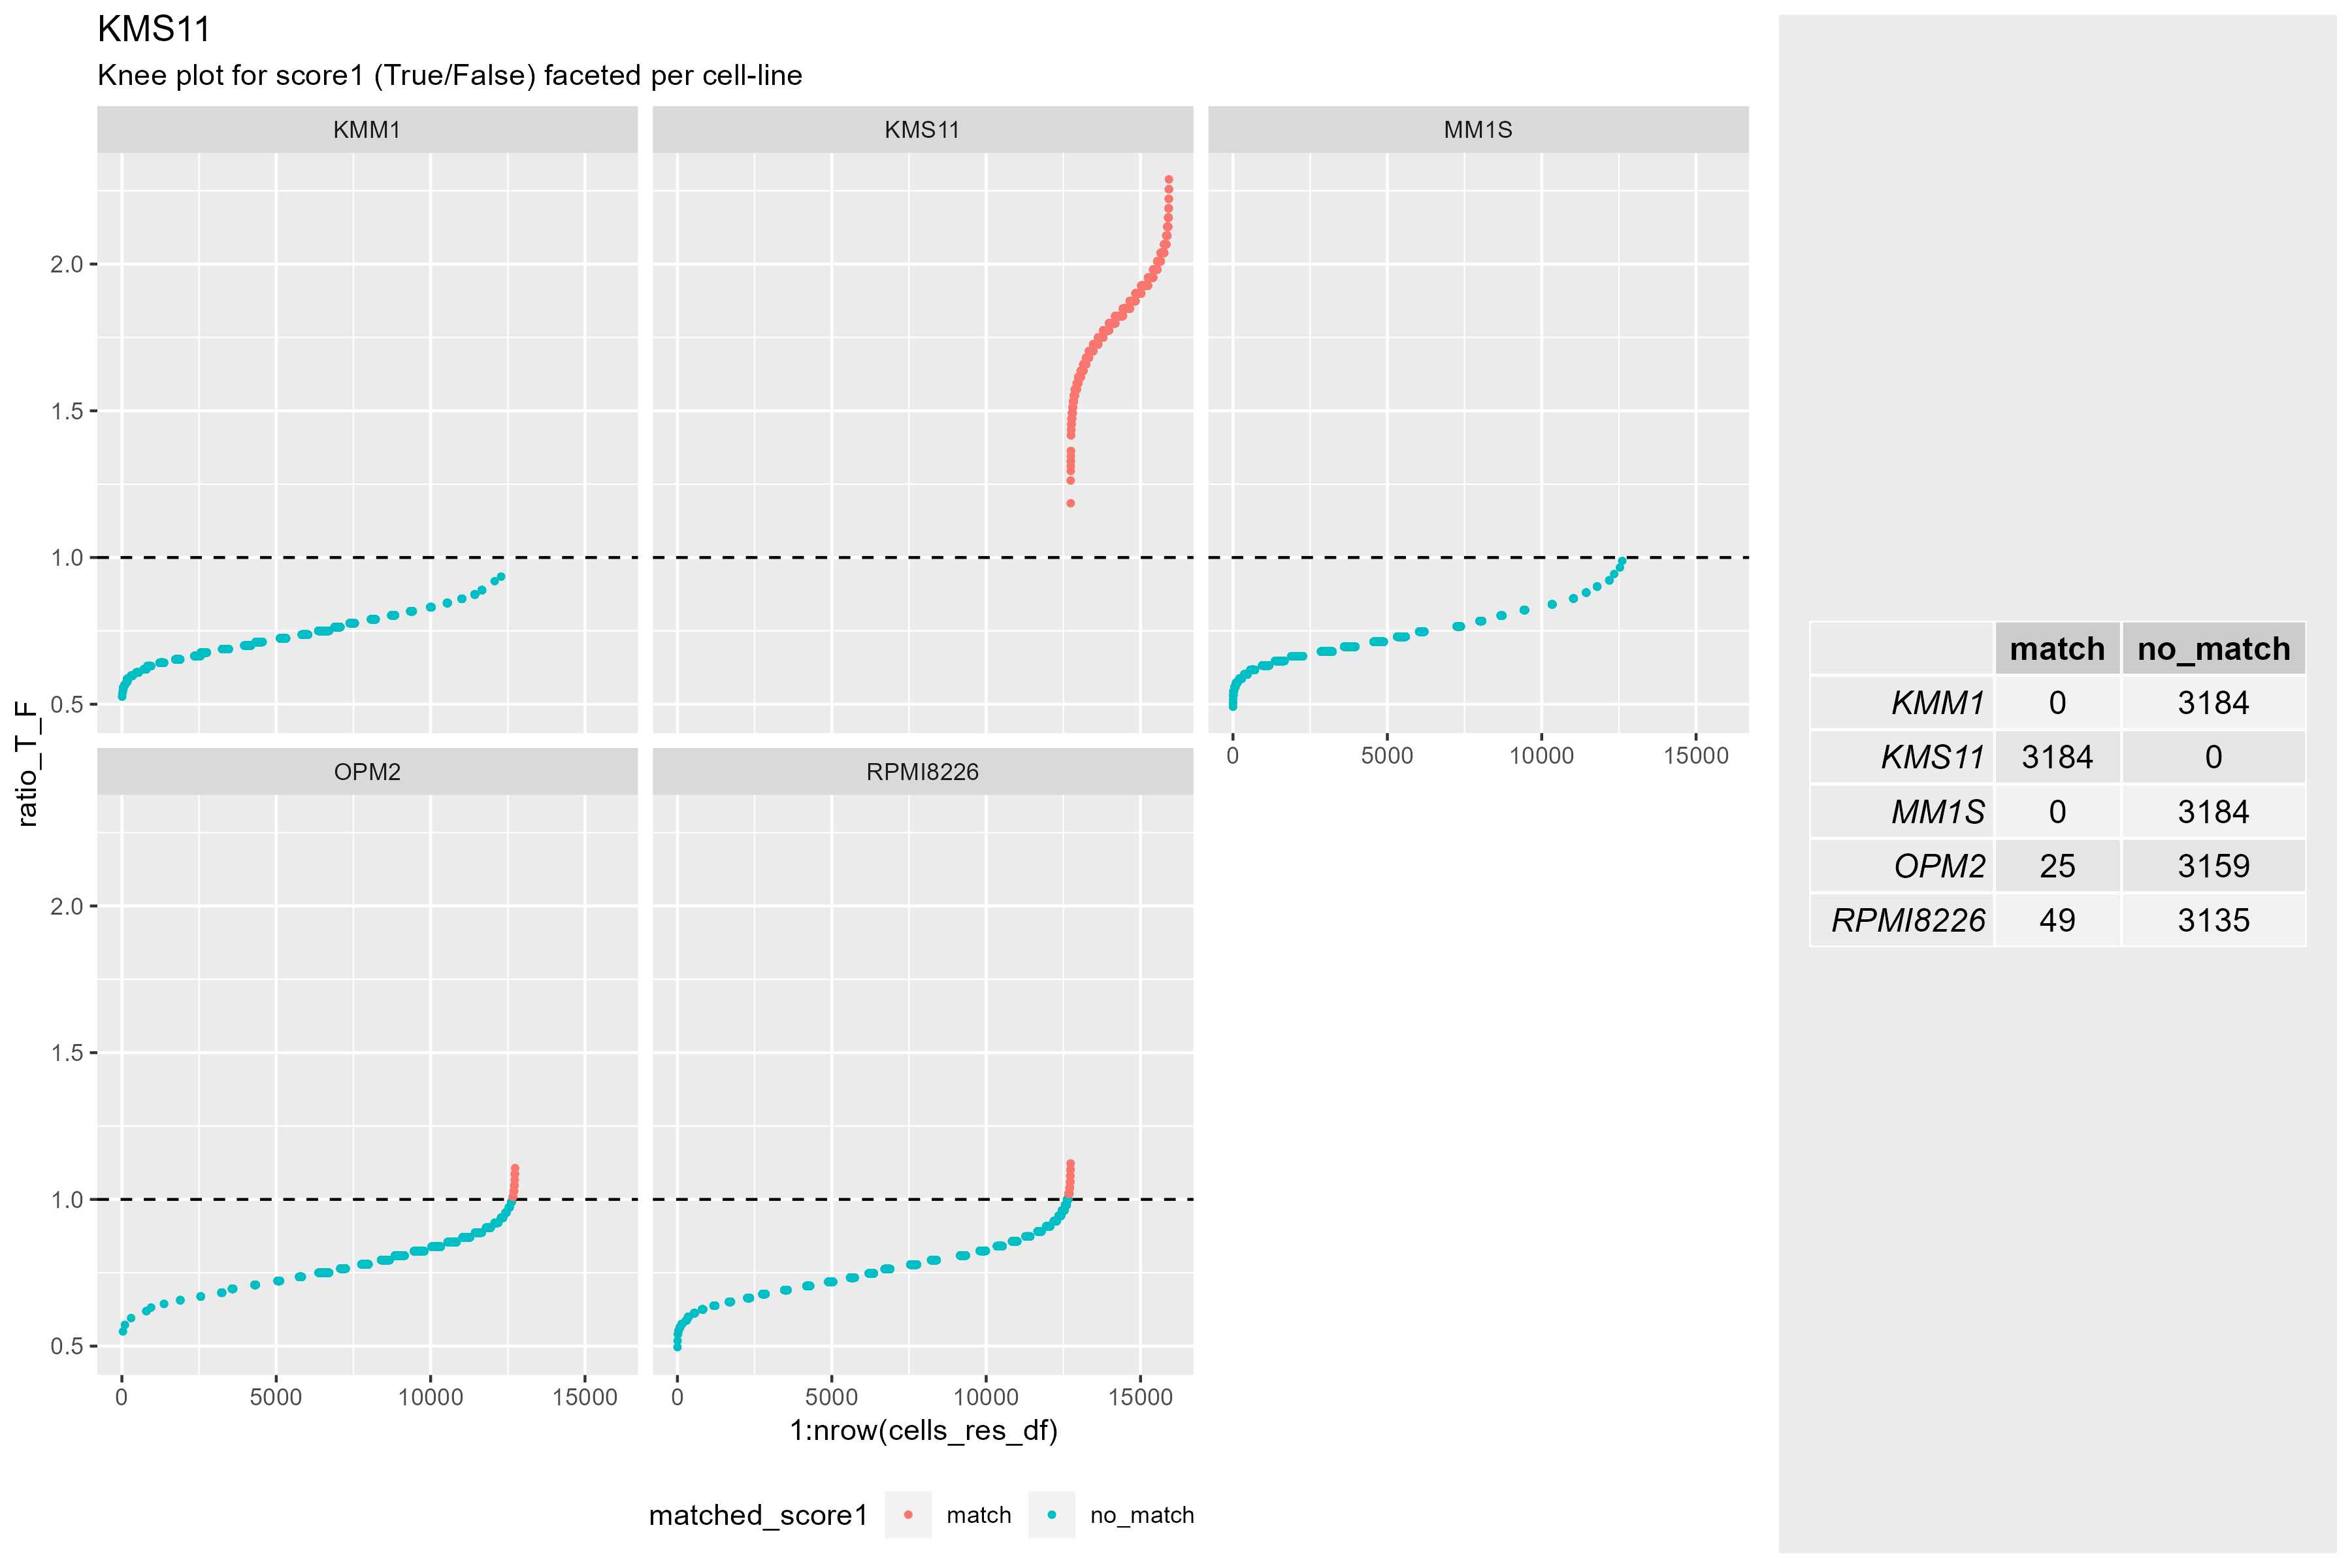 KMS11
Knee plot for score1 (True/False) faceted per cell-line
KMM1 KMS11 MM1S
2.0
1.5
1.0
0.5
0 5000 10000 15000
OPM2 RPMI8226
2.0
1.5
1.0
0.5
0 5000 10000 15000 0 5000 10000 15000
ratio_T_F
1:nrow(cells_res_df)
matched_score1 match no_match
match no_match
KMM1 0 3184
KMS11 3184 0
MM1S 0 3184
OPM2 25 3159
RPMI8226 49 3135